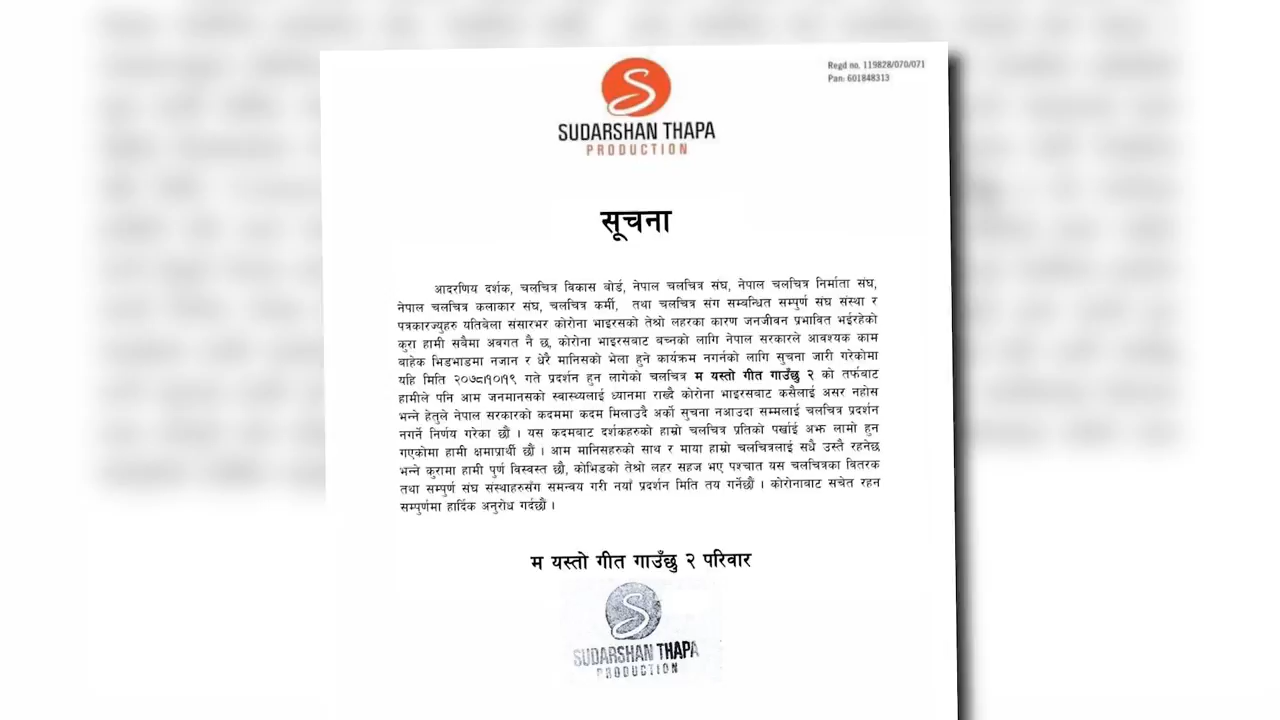 Regd no. 119828/070/071
Pan: 601848313
SUDARSHAN THAPA
PRODUCTION
सूचना
आदरणिय दर्शक, चलचित्र विकास बोर्ड, नेपाल चलचित्र संघ, नेपाल चलचित्र निर्माता संघ,
नेपाल चलचित्र कलाकार संघ, चलचित्र कर्मी, तथा चलचित्र संग सम्बन्धित सम्पुर्ण संघ संस्था र
पत्रकारज्युहरु यतिबेला संसारभर कोरोना भाइरसको तेश्रो लहरका कारण जनजीवन प्रभावित भईरहेको
कुरा हामी सबैमा अवगत नै छ, कोरोना भाइरसबाट बच्नको लागि नेपाल सरकारले आवश्यक काम
बाहेक भिडभाडमा नजान र धेरै मानिसको भेला हुने कार्यक्रम नगर्नको लागि सुचना जारी गरेकोमा
यहि मिति २०७८।१०।१९ गते प्रदर्शन हुन लागेको चलचित्र म यस्तो गीत गाउँछु २ को तर्फबाट
हामीले पनि आम जनमानसको स्वास्थ्यलाई ध्यानमा राख्दै कोरोना भाइरसबाट कसैलाई असर नहोस
भन्ने हेतुले नेपाल सरकारको कदममा कदम मिलाउदै अर्को सुचना नआउदा सम्मलाई चलचित्र प्रदर्शन
नगर्ने निर्णय गरेका छौं । यस कदमबाट दर्शकहरुको हाम्रो चलचित्र प्रतिको पर्खाई अझ लामो हुन
गएकोमा हामी क्षमाप्रार्थी छौं । आम मानिसहरुको साथ र माया हाम्रो चलचित्रलाई सधै उस्तै रहनेछ
भन्ने कुरामा हामी पुर्ण विस्वस्त छौ, कोभिडको तेश्रो लहर सहज भए पश्चात यस चलचित्रका वितरक
तथा सम्पुर्ण संघ संस्थाहरुसँग समन्वय गरी नयाँ प्रदर्शन मिति तय गर्नेछौं । कोरोनाबाट सचेत रहन
सम्पुर्णमा हार्दिक अनुरोध गर्दछौं ।
म यस्तो गीत गाउँछु २ परिवार
SUDARSHAN THAPA
PRODUCTION